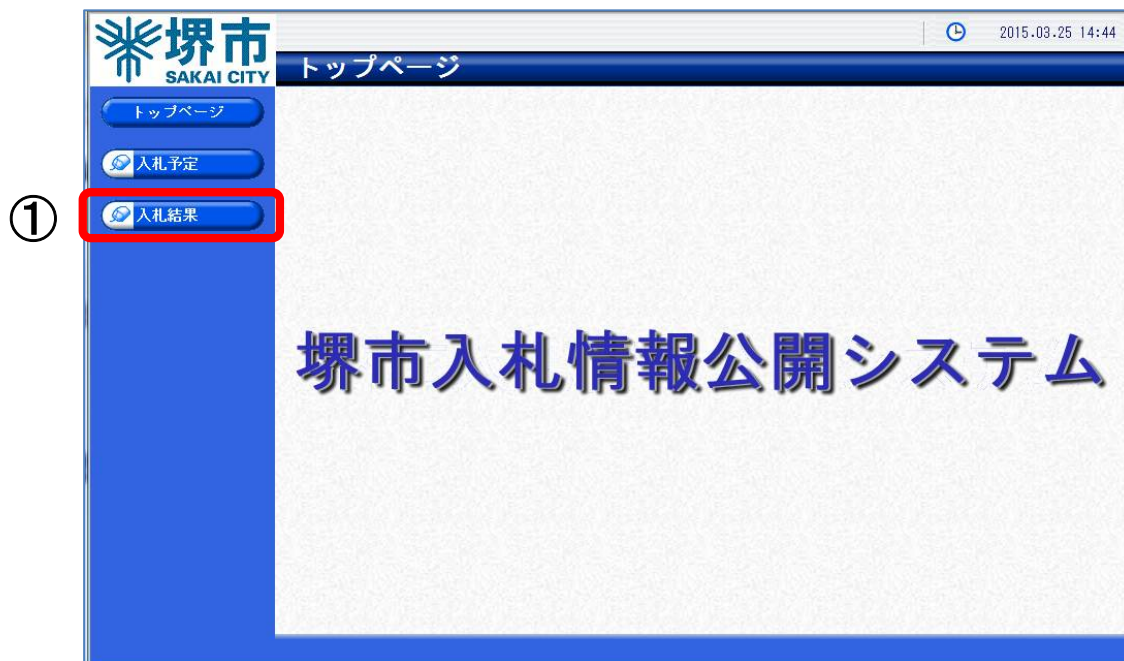 堺市
SAKAI CITY
2015.03.25 14:44
トップページ
トップページ
入札予定
①
入札結果
堺市入札情報公開システム